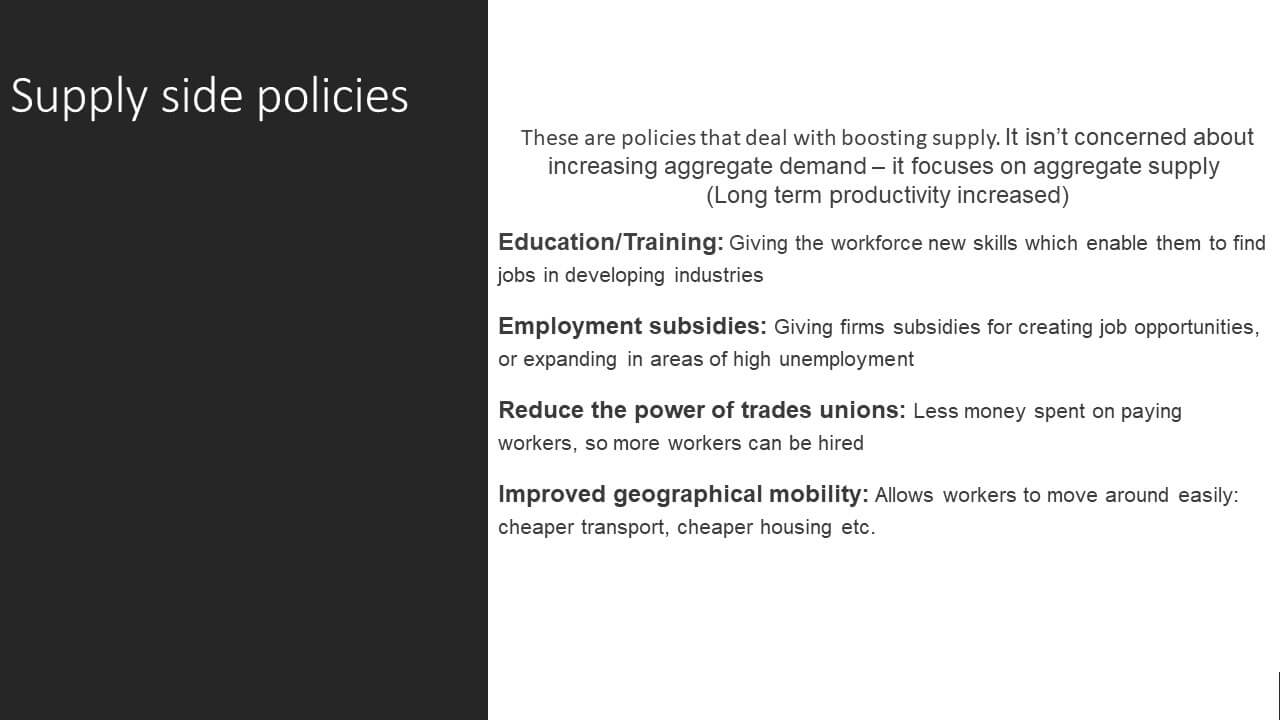 Supply side policies
These are policies that deal with boosting supply. It isn’t concerned about
increasing aggregate demand – it focuses on aggregate supply
(Long term productivity increased)
Education/Training: Giving the workforce new skills which enable them to find
jobs in developing industries
Employment subsidies: Giving firms subsidies for creating job opportunities,
or expanding in areas of high unemployment
Reduce the power of trades unions: Less money spent on paying
workers, so more workers can be hired
Improved geographical mobility: Allows workers to move around easily:
cheaper transport, cheaper housing etc.